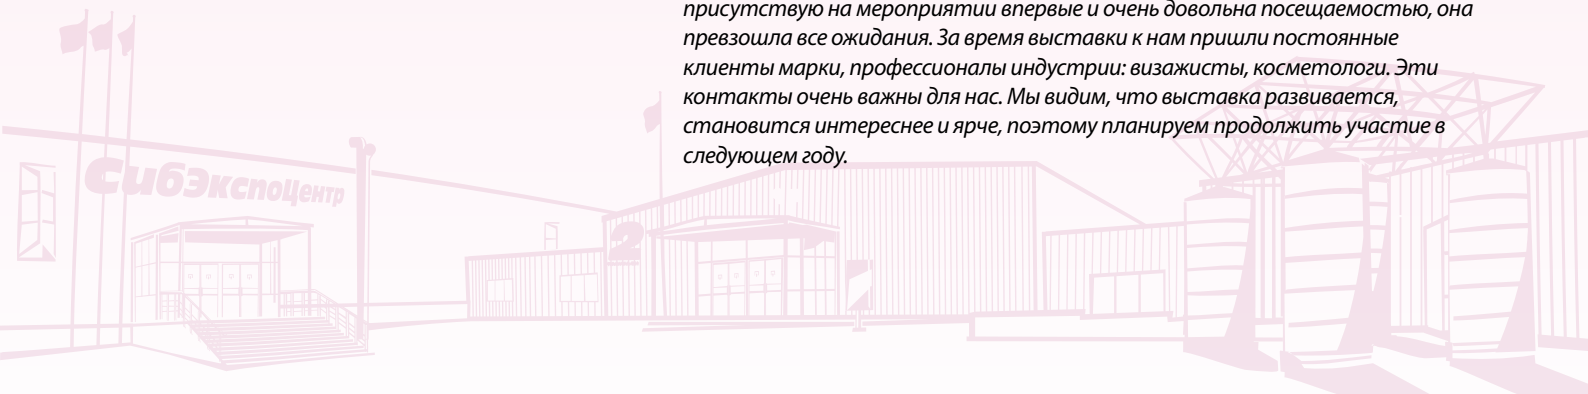 присутствую на мероприятии впервые и очень довольна посещаемостью, она
превзошла все ожидания. За время выставки к нам пришли постоянные
клиенты марки, профессионалы индустрии: визажисты, косметологи. Эти
контакты очень важны для нас. Мы видим, что выставка развивается,
становится интереснее и ярче, поэтому планируем продолжить участие в
следующем году.
СибЭкспоЦентр
2